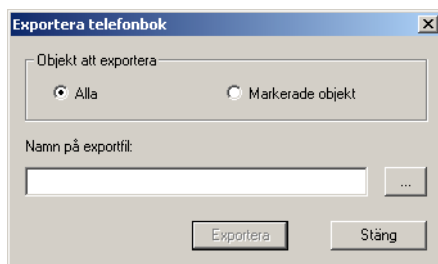 Exportera telefonbok
Objekt att exportera
Alla Markerade objekt
Namn på exportfil:
...
Exportera Stäng